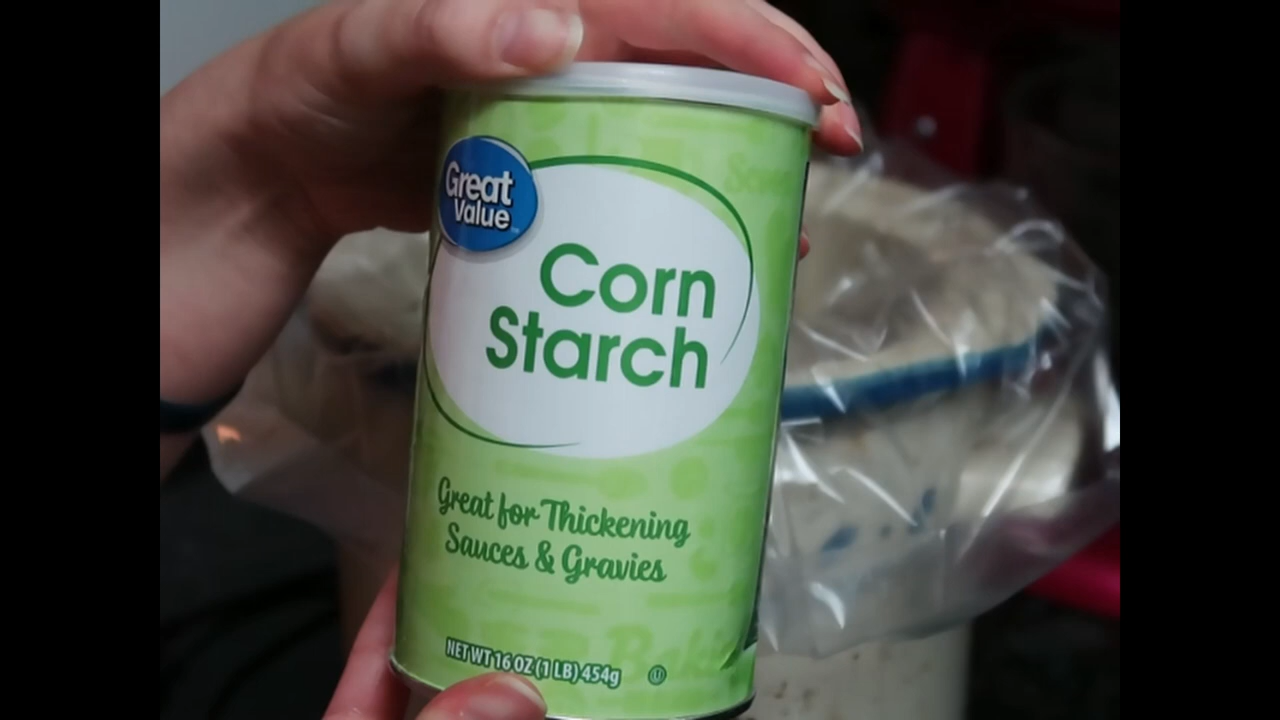 Great
Value
Corn
Starch
Great for Thickening
Sauces & Gravies
NET WT 16 OZ (1 LB) 454g
U